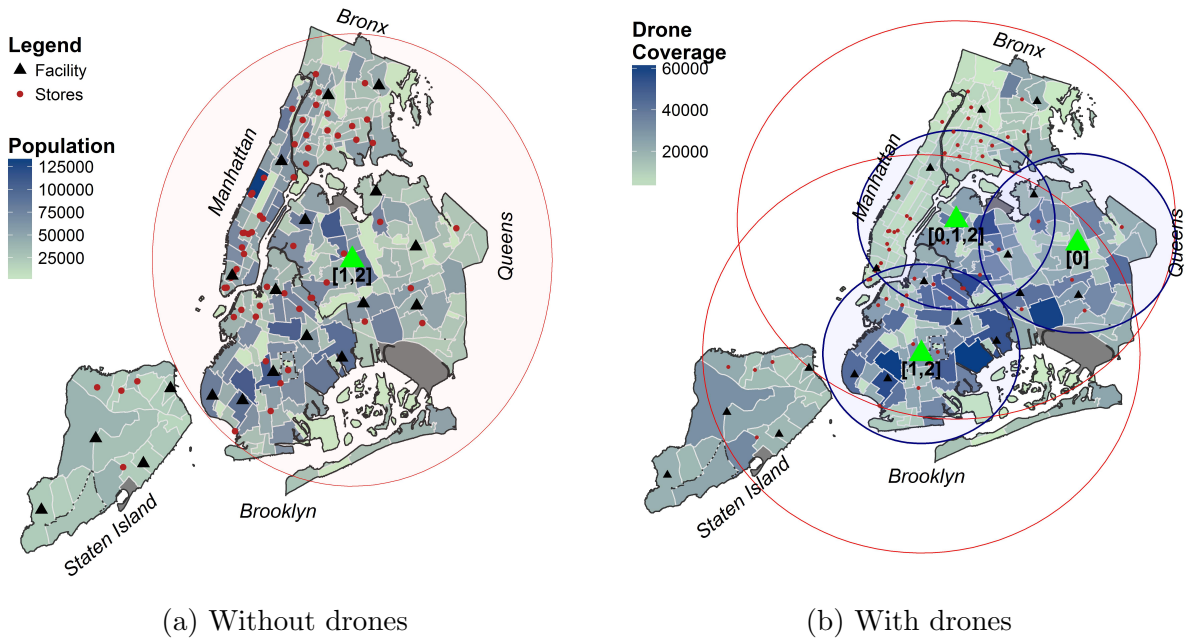 Legend
Facility
Stores
Population
125000
100000
75000
50000
25000
Bronx
Manhattan
Queens
[1,2]
Brooklyn
Staten Island
(a) Without drones
Drone
Coverage
60000
40000
20000
Bronx
Manhattan
Queens
[0,1,2]
[0]
[1,2]
Brooklyn
Staten Island
(b) With drones